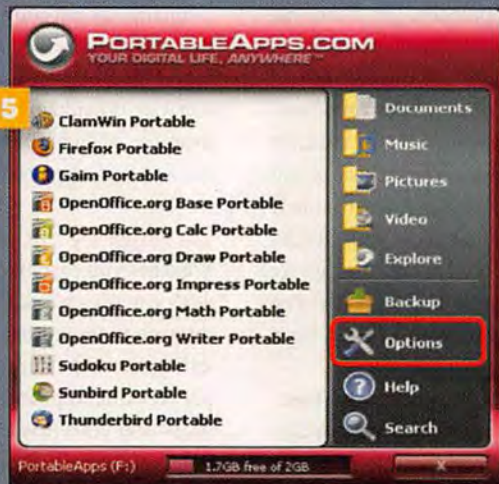 PORTABLEAPPS.COM
YOUR DIGITAL LIFE, ANYWHERE™
5
ClamWin Portable
Firefox Portable
Gaim Portable
OpenOffice.org Base Portable
OpenOffice.org Calc Portable
OpenOffice.org Draw Portable
OpenOffice.org Impress Portable
OpenOffice.org Math Portable
OpenOffice.org Writer Portable
Sudoku Portable
Sunbird Portable
Thunderbird Portable
Documents
Music
Pictures
Video
Explore
Backup
Options
Help
Search
PortableApps (F:)
1.7GB free of 2GB
X